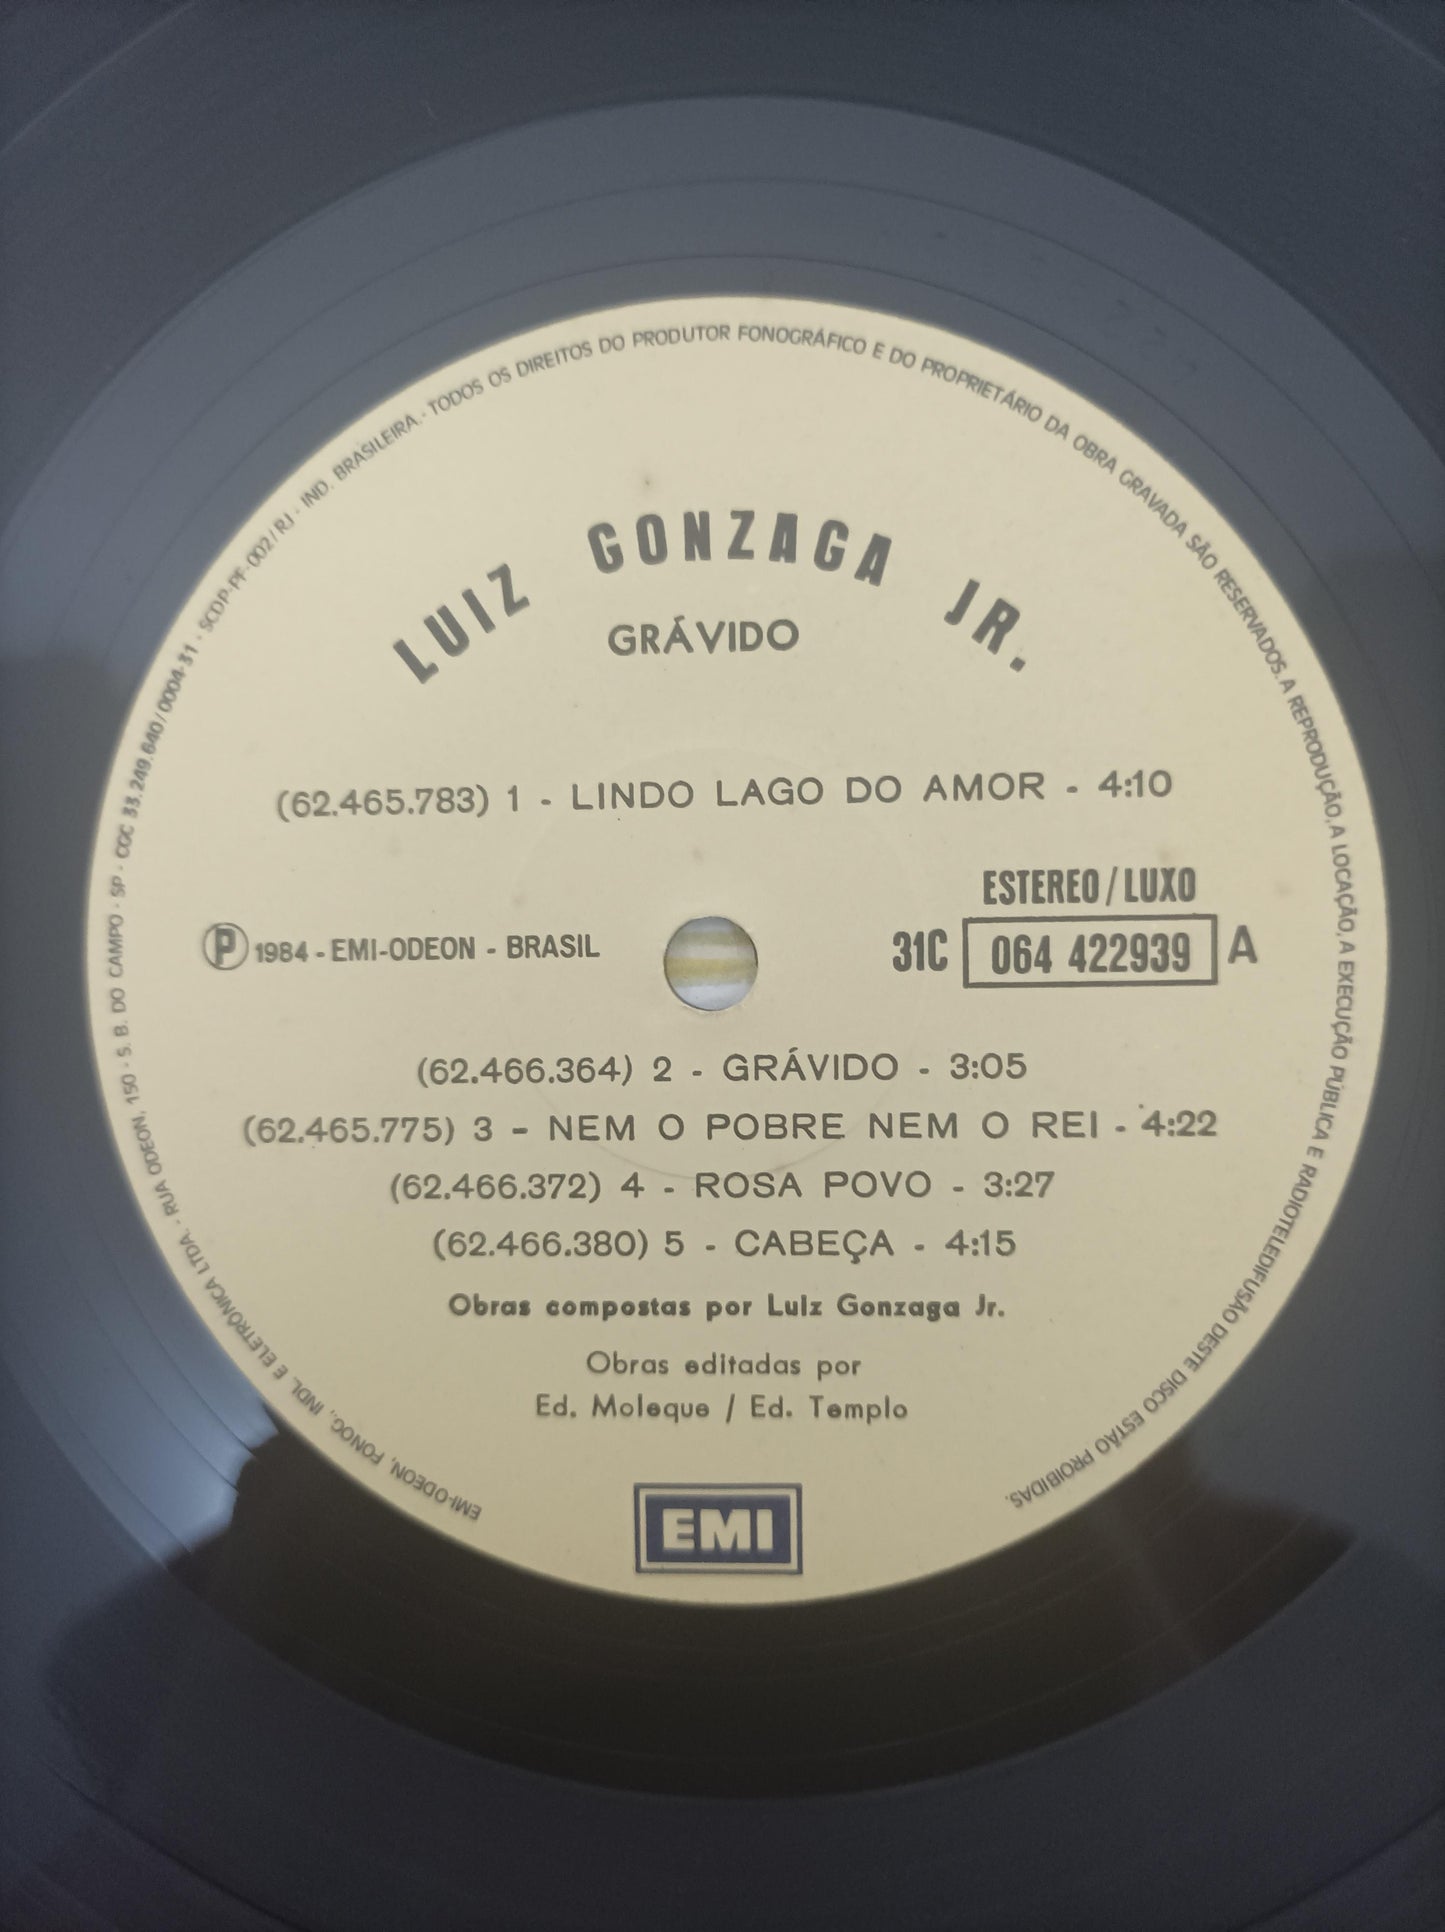 EMI-ODEON, FONOG., INDL. E ELETRÔNICA LTDA. - RUA ODEON, 150 - S. B. DO CAMPO - SP - CGC 33.249.640/0004-31 - SCDP-PF-002/RJ - IND. BRASILEIRA. - TODOS OS DIREITOS DO PRODUTOR FONOGRÁFICO E DO PROPRIETÁRIO DA OBRA GRAVADA SÃO RESERVADOS. A REPRODUÇÃO, A LOCAÇÃO, A EXECUÇÃO PÚBLICA E RADIOTELEDIFUSÃO DESTE DISCO ESTÃO PROIBIDAS.
LUIZ GONZAGA JR.
GRÁVIDO
(62.465.783) 1 - LINDO LAGO DO AMOR - 4:10
ESTEREO/LUXO
Ⓟ 1984 - EMI-ODEON - BRASIL
31C 064 422939 A
(62.466.364) 2 - GRÁVIDO - 3:05
(62.465.775) 3 - NEM O POBRE NEM O REI - 4:22
(62.466.372) 4 - ROSA POVO - 3:27
(62.466.380) 5 - CABEÇA - 4:15
Obras compostas por Luiz Gonzaga Jr.
Obras editadas por
Ed. Moleque / Ed. Templo
EMI